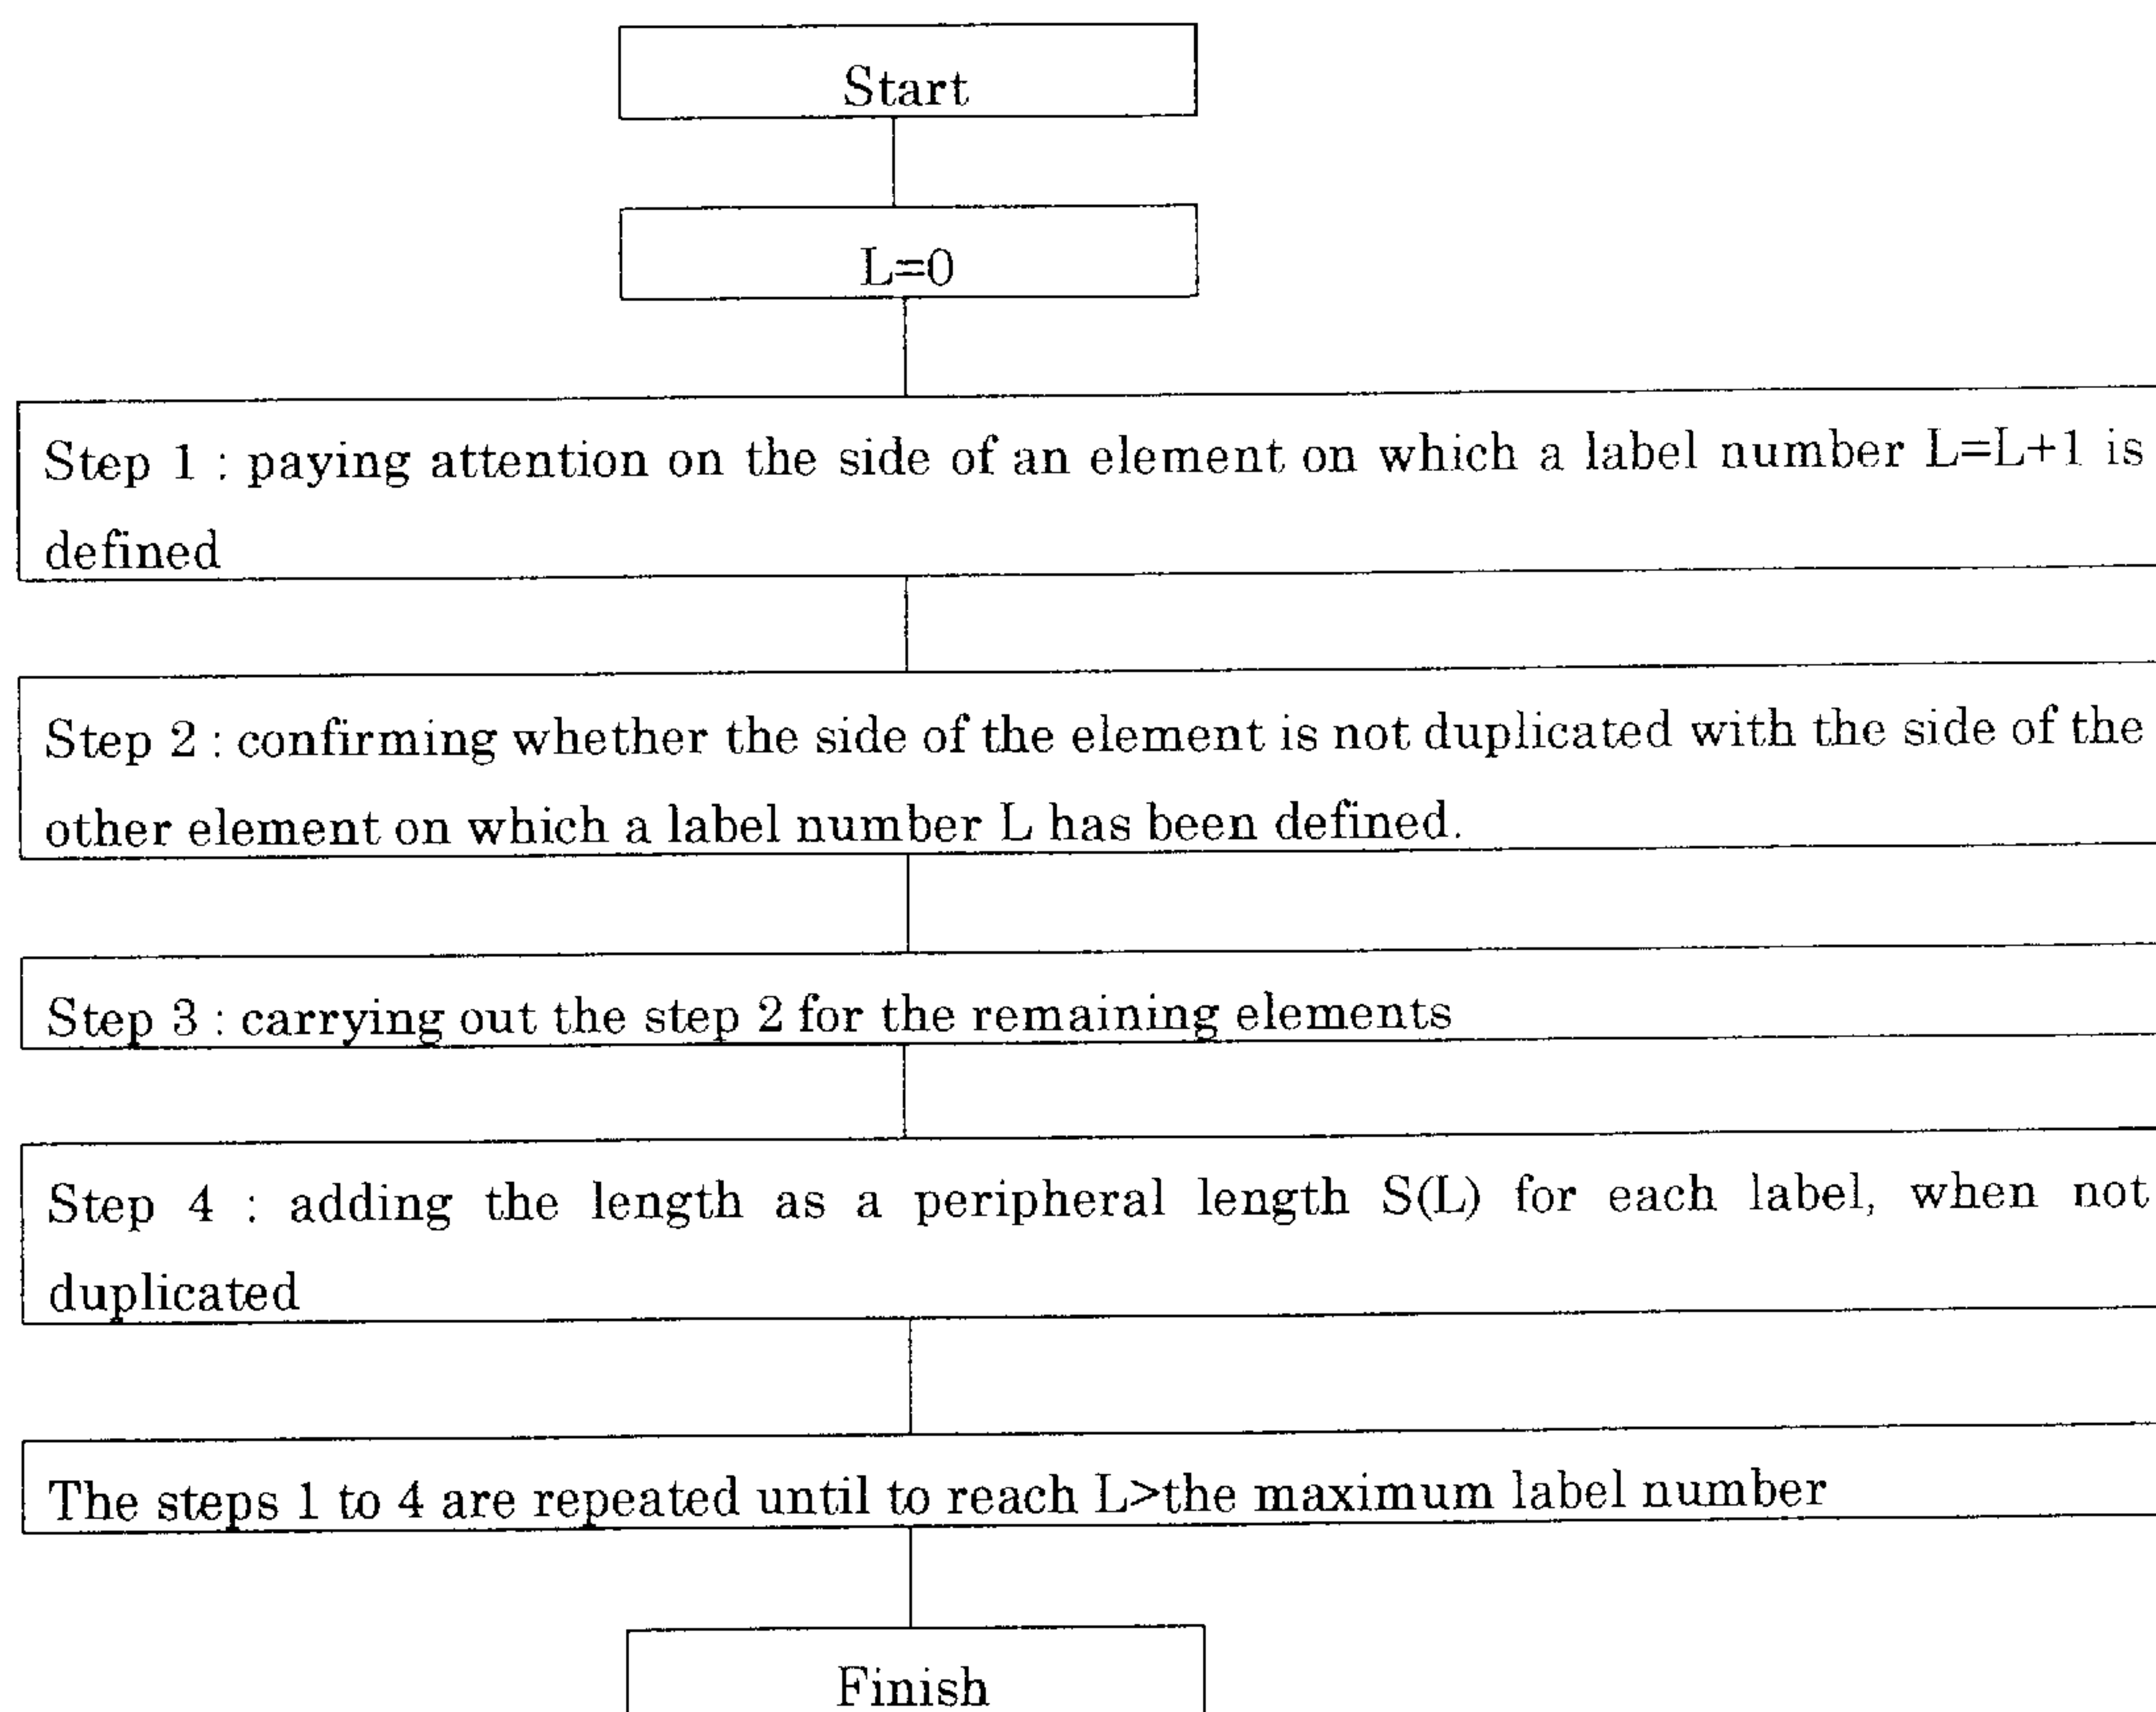 Start
L=0
Step 1 : paying attention on the side of an element on which a label number L=L+1 is
defined
Step 2 : confirming whether the side of the element is not duplicated with the side of the
other element on which a label number L has been defined.
Step 3 : carrying out the step 2 for the remaining elements
Step 4 : adding the length as a peripheral length S(L) for each label, when not
duplicated
The steps 1 to 4 are repeated until to reach L>the maximum label number
Finish